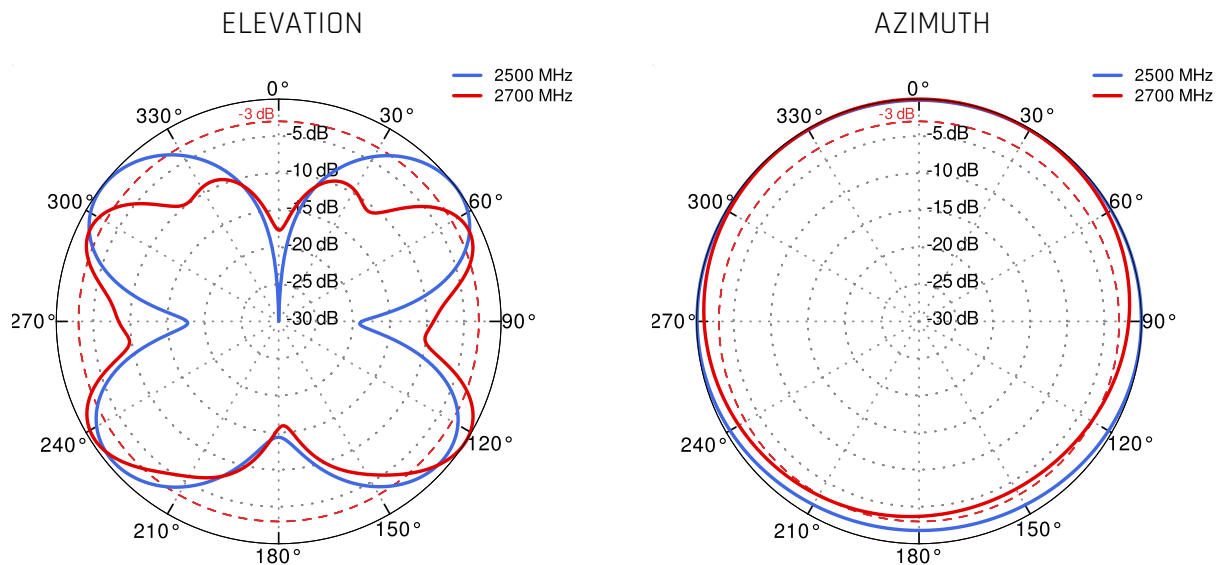 ELEVATION
2500 MHz
2700 MHz
0°
-3 dB
330°
30°
-5 dB
-10 dB
300°
60°
-15 dB
-20 dB
-25 dB
270°
-30 dB
90°
240°
120°
210°
150°
180°
AZIMUTH
2500 MHz
2700 MHz
0°
-3 dB
330°
30°
-5 dB
-10 dB
300°
60°
-15 dB
-20 dB
-25 dB
270°
-30 dB
90°
240°
120°
210°
150°
180°